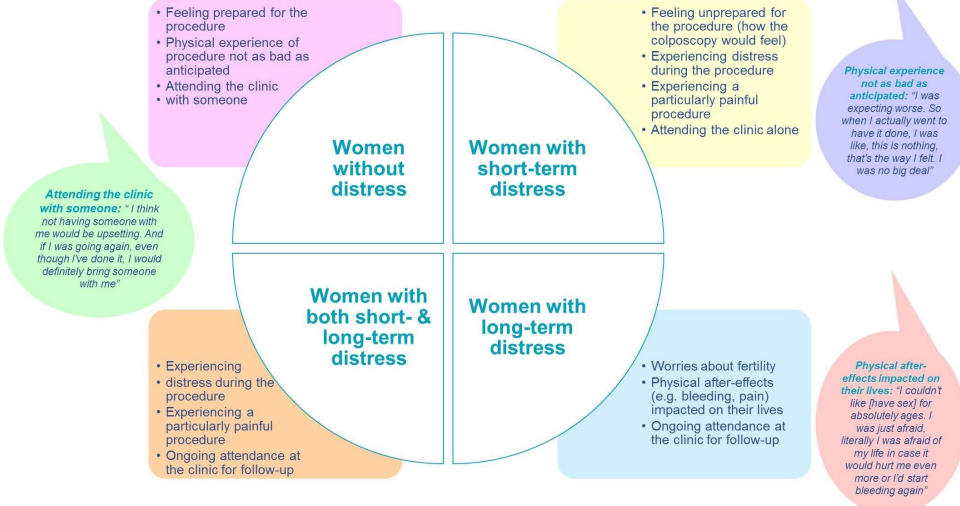 • Feeling prepared for the
procedure
• Physical experience of
procedure not as bad as
anticipated
• Attending the clinic
• with someone
• Feeling unprepared for
the procedure (how the
colposcopy would feel)
• Experiencing distress
during the procedure
• Experiencing a
particularly painful
procedure
• Attending the clinic alone
Physical experience
not as bad as
anticipated: “I was
expecting worse. So
when I actually went to
have it done, I was
like, this is nothing,
that's the way I felt. I
was no big deal”
Women
without
distress
Women with
short-term
distress
Attending the clinic
with someone: “ I think
not having someone with
me would be upsetting. And
if I was going again, even
though I've done it, I would
definitely bring someone
with me”
Women with
both short- &
long-term
distress
Women with
long-term
distress
• Experiencing
• distress during the
procedure
• Experiencing a
particularly painful
procedure
• Ongoing attendance at
the clinic for follow-up
• Worries about fertility
• Physical after-effects
(e.g. bleeding, pain)
impacted on their lives
• Ongoing attendance at
the clinic for follow-up
Physical after-
effects impacted on
their lives: “I couldn't
like [have sex] for
absolutely ages. I
was just afraid,
literally I was afraid of
my life in case it
would hurt me even
more or I'd start
bleeding again”